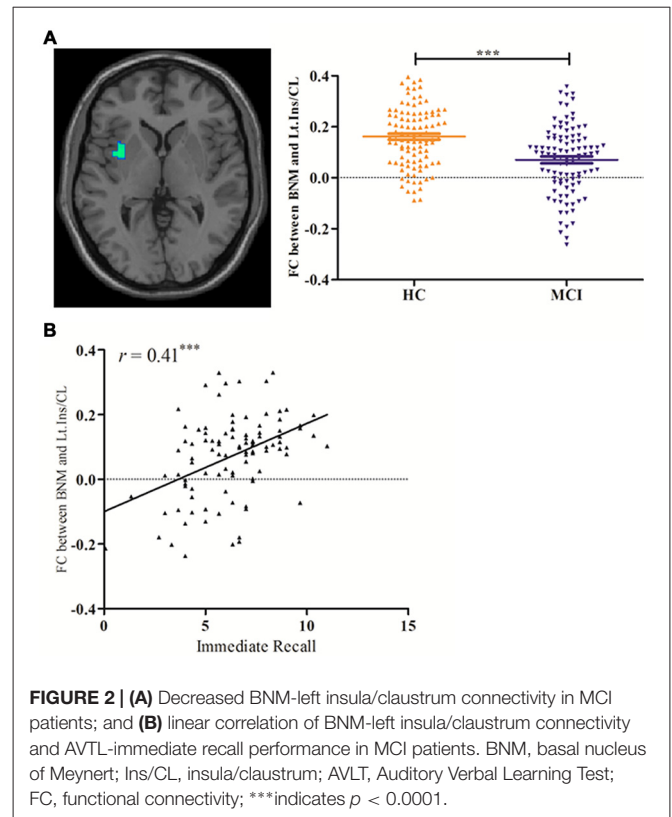 A
***
FC between BNM and Lt.Ins/CL
0.4
0.2
0.0
-0.2
-0.4
HC
MCI
B
r = 0.41***
FC between BNM and Lt.Ins/CL
0.4
0.2
0.0
-0.2
-0.4
0
5
10
15
Immediate Recall
FIGURE 2 | (A) Decreased BNM-left insula/claustrum connectivity in MCI
patients; and (B) linear correlation of BNM-left insula/claustrum connectivity
and AVTL-immediate recall performance in MCI patients. BNM, basal nucleus
of Meynert; Ins/CL, insula/claustrum; AVLT, Auditory Verbal Learning Test;
FC, functional connectivity; ***indicates p < 0.0001.